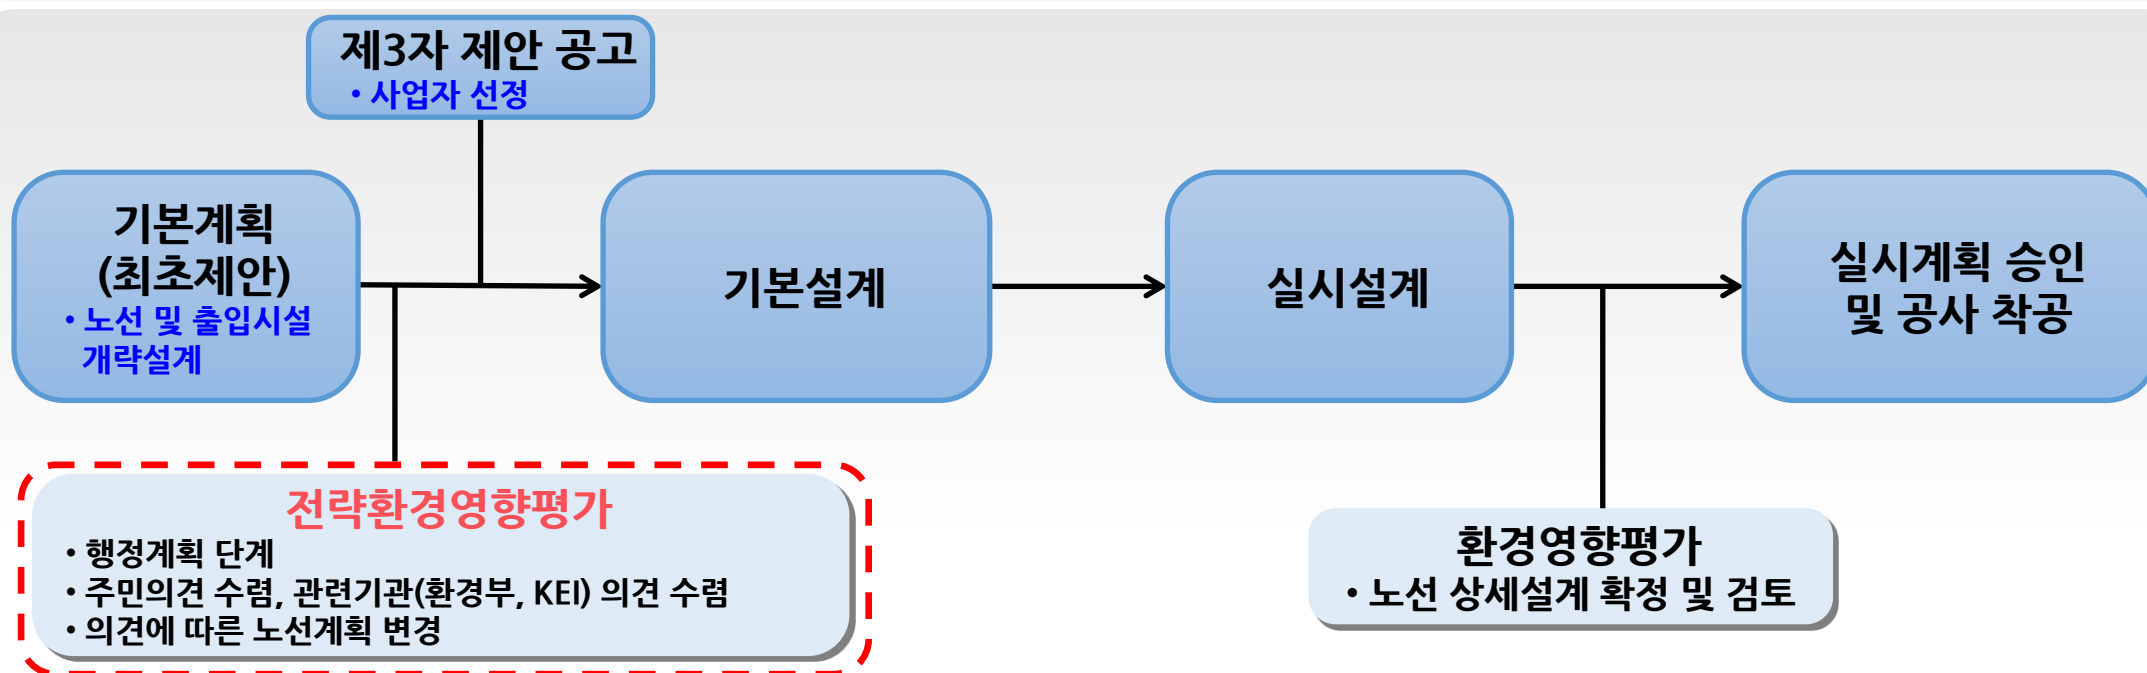 제3자 제안 공고
• 사업자 선정
기본계획
(최초제안)
• 노선 및 출입시설
개략설계
기본설계
실시설계
실시계획 승인
및 공사 착공
전략환경영향평가
• 행정계획 단계
• 주민의견 수렴, 관련기관(환경부, KEI) 의견 수렴
• 의견에 따른 노선계획 변경
환경영향평가
• 노선 상세설계 확정 및 검토